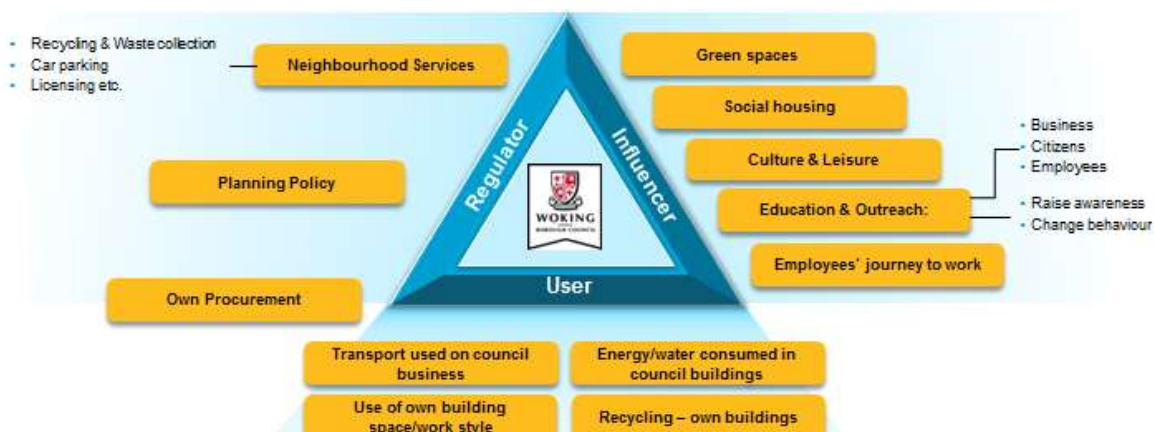 • Recycling & Waste collection
• Car parking
• Licensing etc.
Neighbourhood Services
Planning Policy
Own Procurement
Regulator
Influencer
User
WOKING
BOROUGH COUNCIL
Green spaces
Social housing
Culture & Leisure
Education & Outreach:
Employees' journey to work
• Business
• Citizens
• Employees
• Raise awareness
• Change behaviour
Transport used on council
business
Energy/water consumed in
council buildings
Use of own building
space/work style
Recycling – own buildings